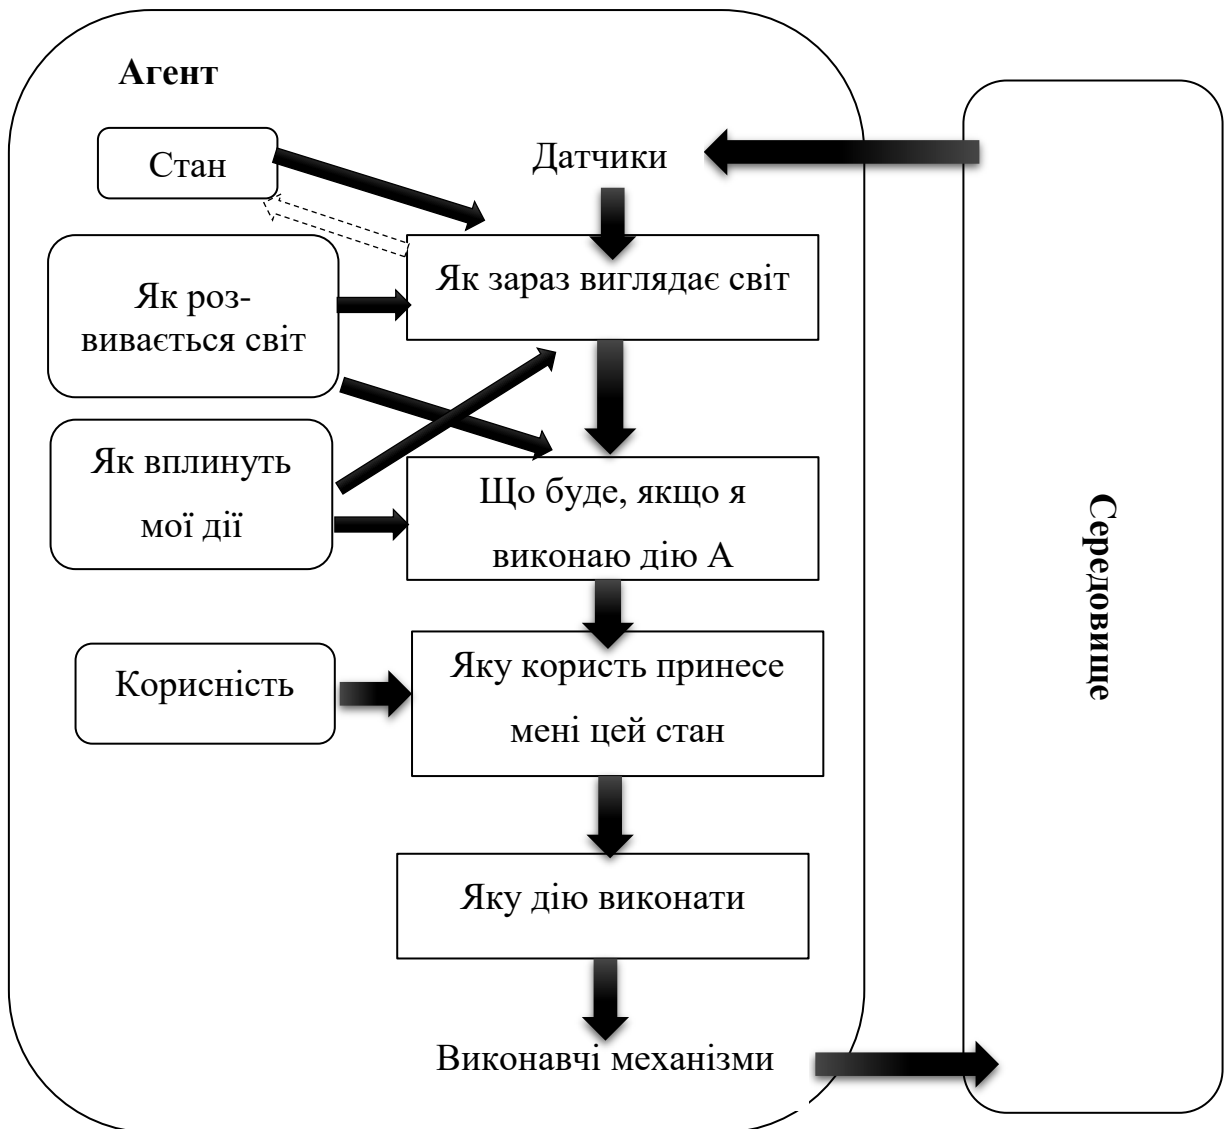 Агент
Стан
Датчики
Як зараз виглядає світ
Як роз-
вивається світ
Як вплинуть
мої дії
Що буде, якщо я
виконаю дію А
Корисність
Яку користь принесе
мені цей стан
Яку дію виконати
Виконавчі механізми
Середовище